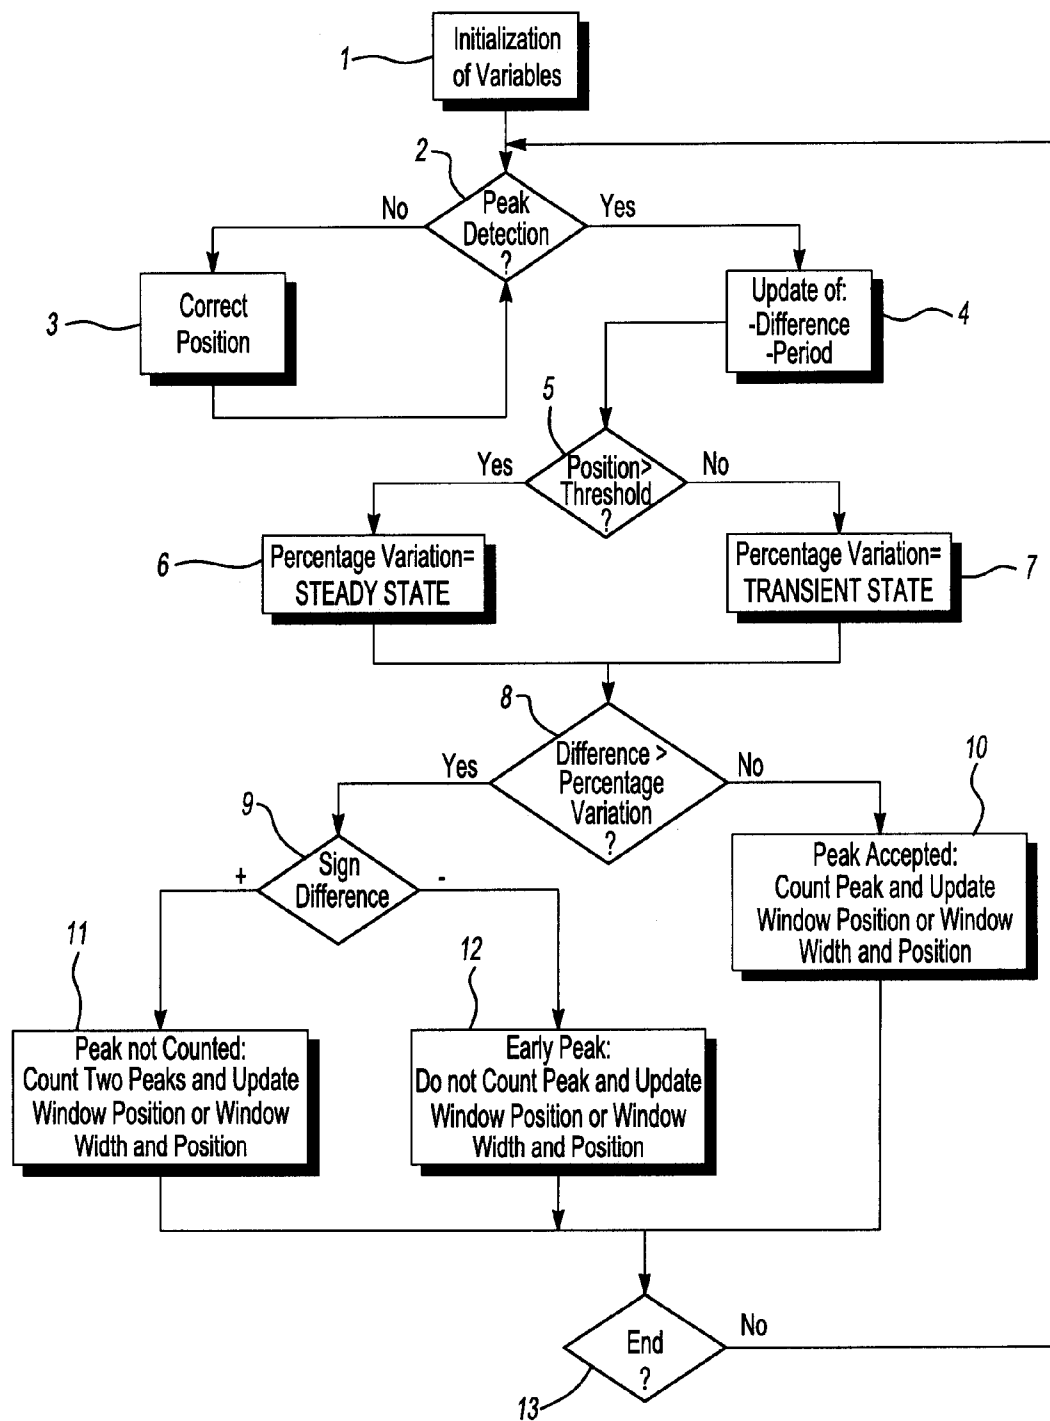 1
Initialization
of Variables
2
No
Peak
Detection
?
Yes
3
Correct
Position
Update of:
-Difference
-Period
4
5
Yes
Position>
Threshold
?
No
6
Percentage Variation=
STEADY STATE
Percentage Variation=
TRANSIENT STATE
7
8
Yes
Difference >
Percentage
Variation
?
No
10
9
+
Sign
Difference
-
Peak Accepted:
Count Peak and Update
Window Position or Window
Width and Position
11
12
Peak not Counted:
Count Two Peaks and Update
Window Position or Window
Width and Position
Early Peak:
Do not Count Peak and Update
Window Position or Window
Width and Position
End
?
No
13